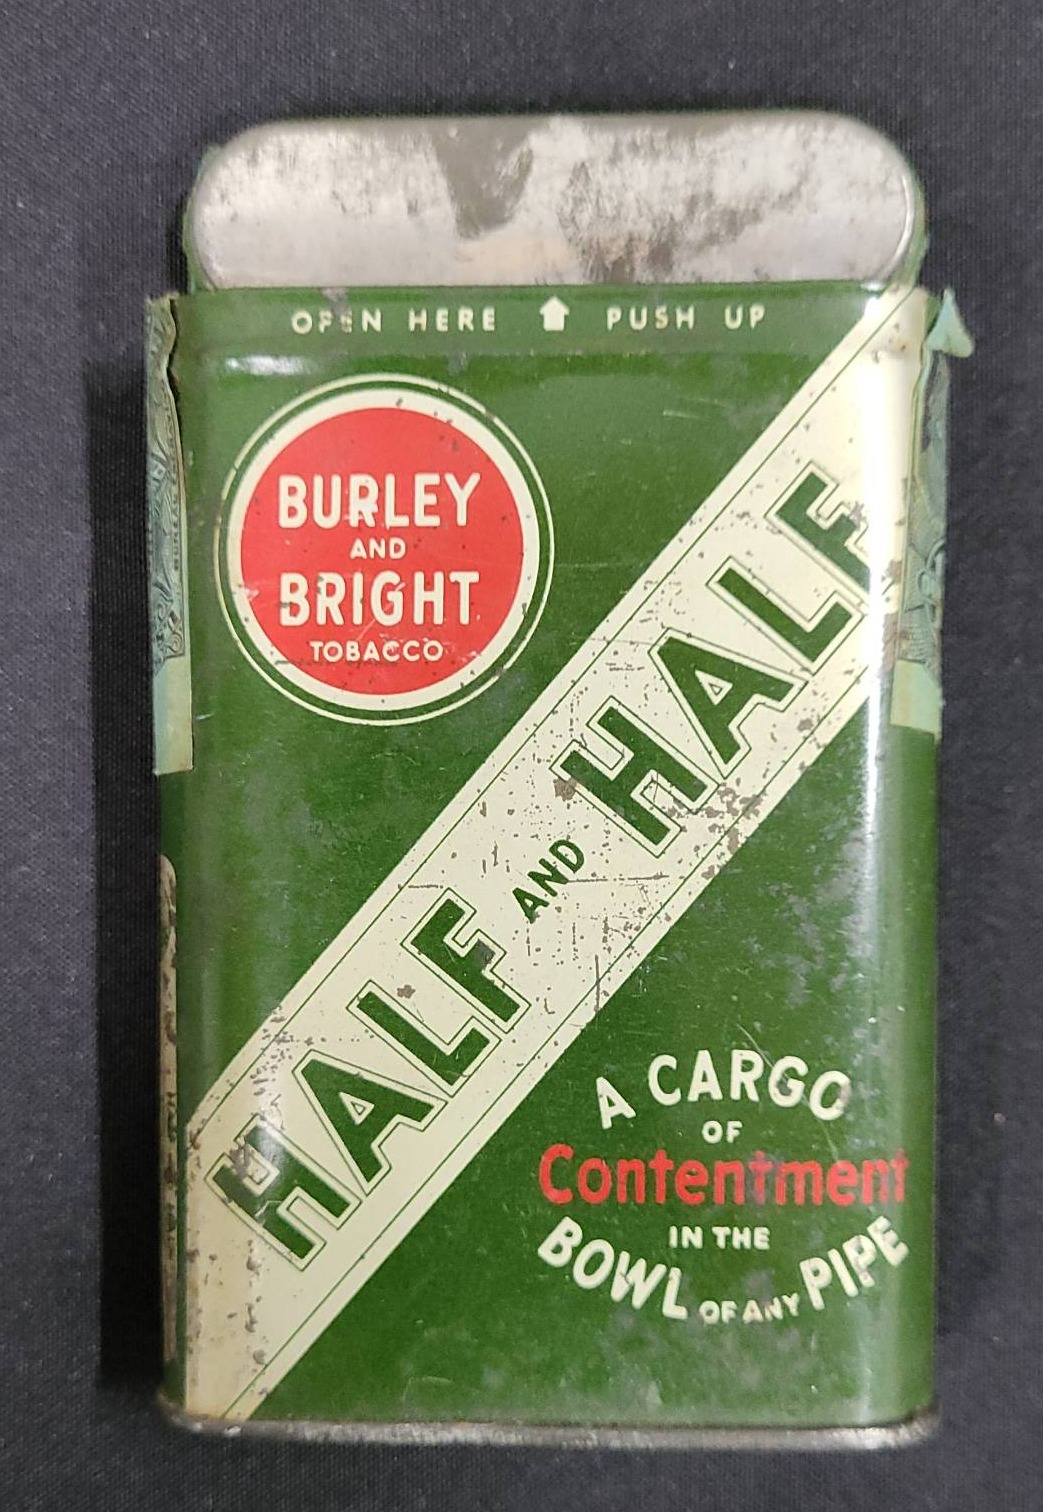 OPEN HERE PUSH UP
BURLEY
AND
BRIGHT
TOBACCO
HALF AND HALF
A CARGO
OF
Contentment
IN THE
BOWL OF ANY PIPE